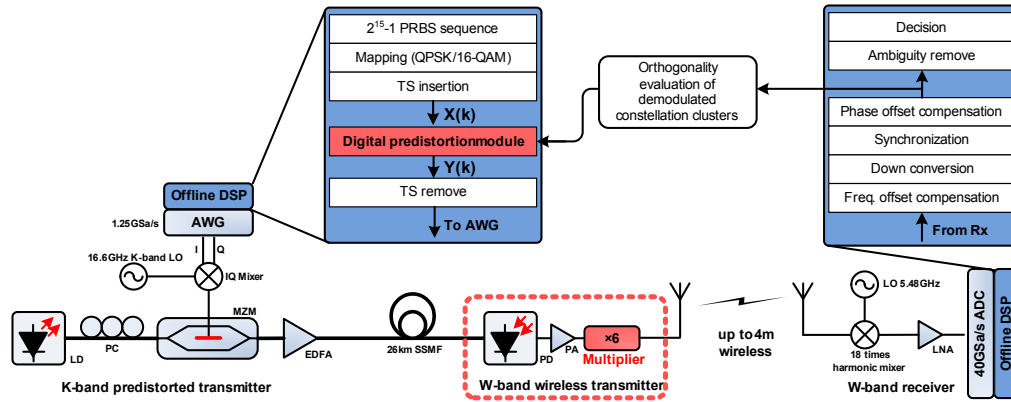 2¹⁵-1 PRBS sequence
Mapping (QPSK/16-QAM)
TS insertion
X(k)
Digital predistortionmodule
Y(k)
TS remove
To AWG
Orthogonality
evaluation of
demodulated
constellation clusters
Decision
Ambiguity remove
Phase offset compensation
Synchronization
Down conversion
Freq. offset compensation
From Rx
Offline DSP
AWG
1.25GSa/s
I
Q
16.6GHz K-band LO
IQ Mixer
MZM
LD
PC
EDFA
26km SSMF
PD
PA
×6
Multiplier
up to 4m
wireless
LO 5.48GHz
18 times
harmonic mixer
LNA
40GSa/s ADC
Offline DSP
K-band predistorted transmitter
W-band wireless transmitter
W-band receiver